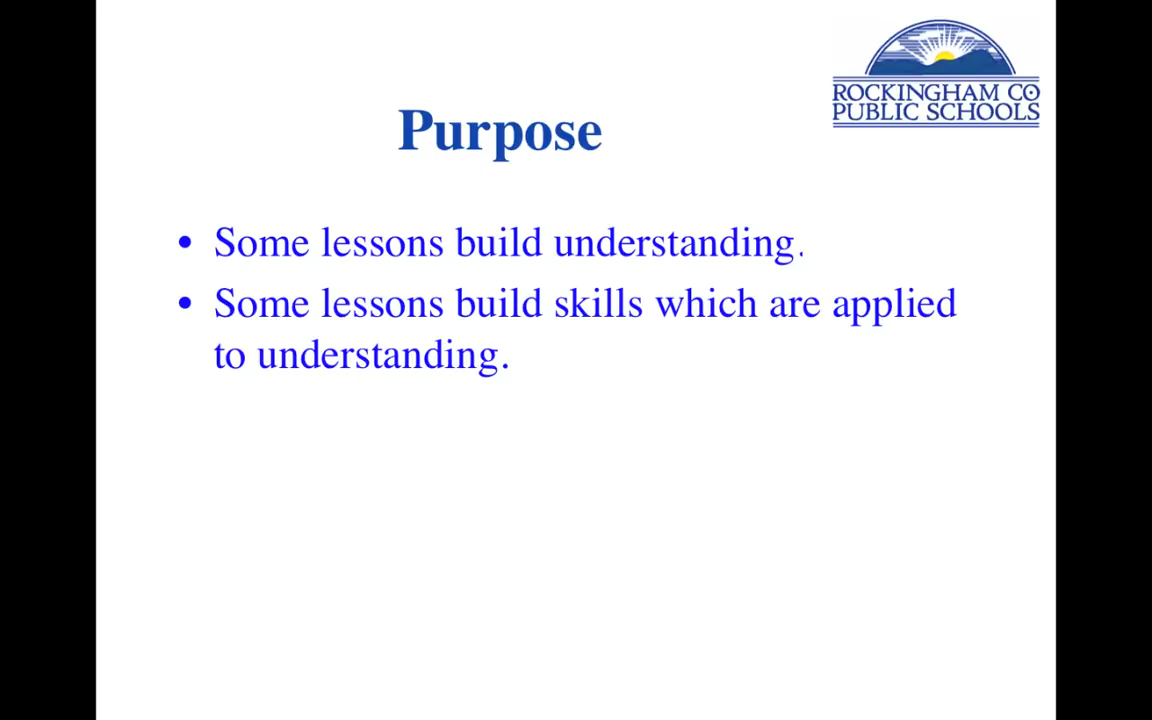 ROCKINGHAM CO
PUBLIC SCHOOLS
Purpose
• Some lessons build understanding.
• Some lessons build skills which are applied
to understanding.